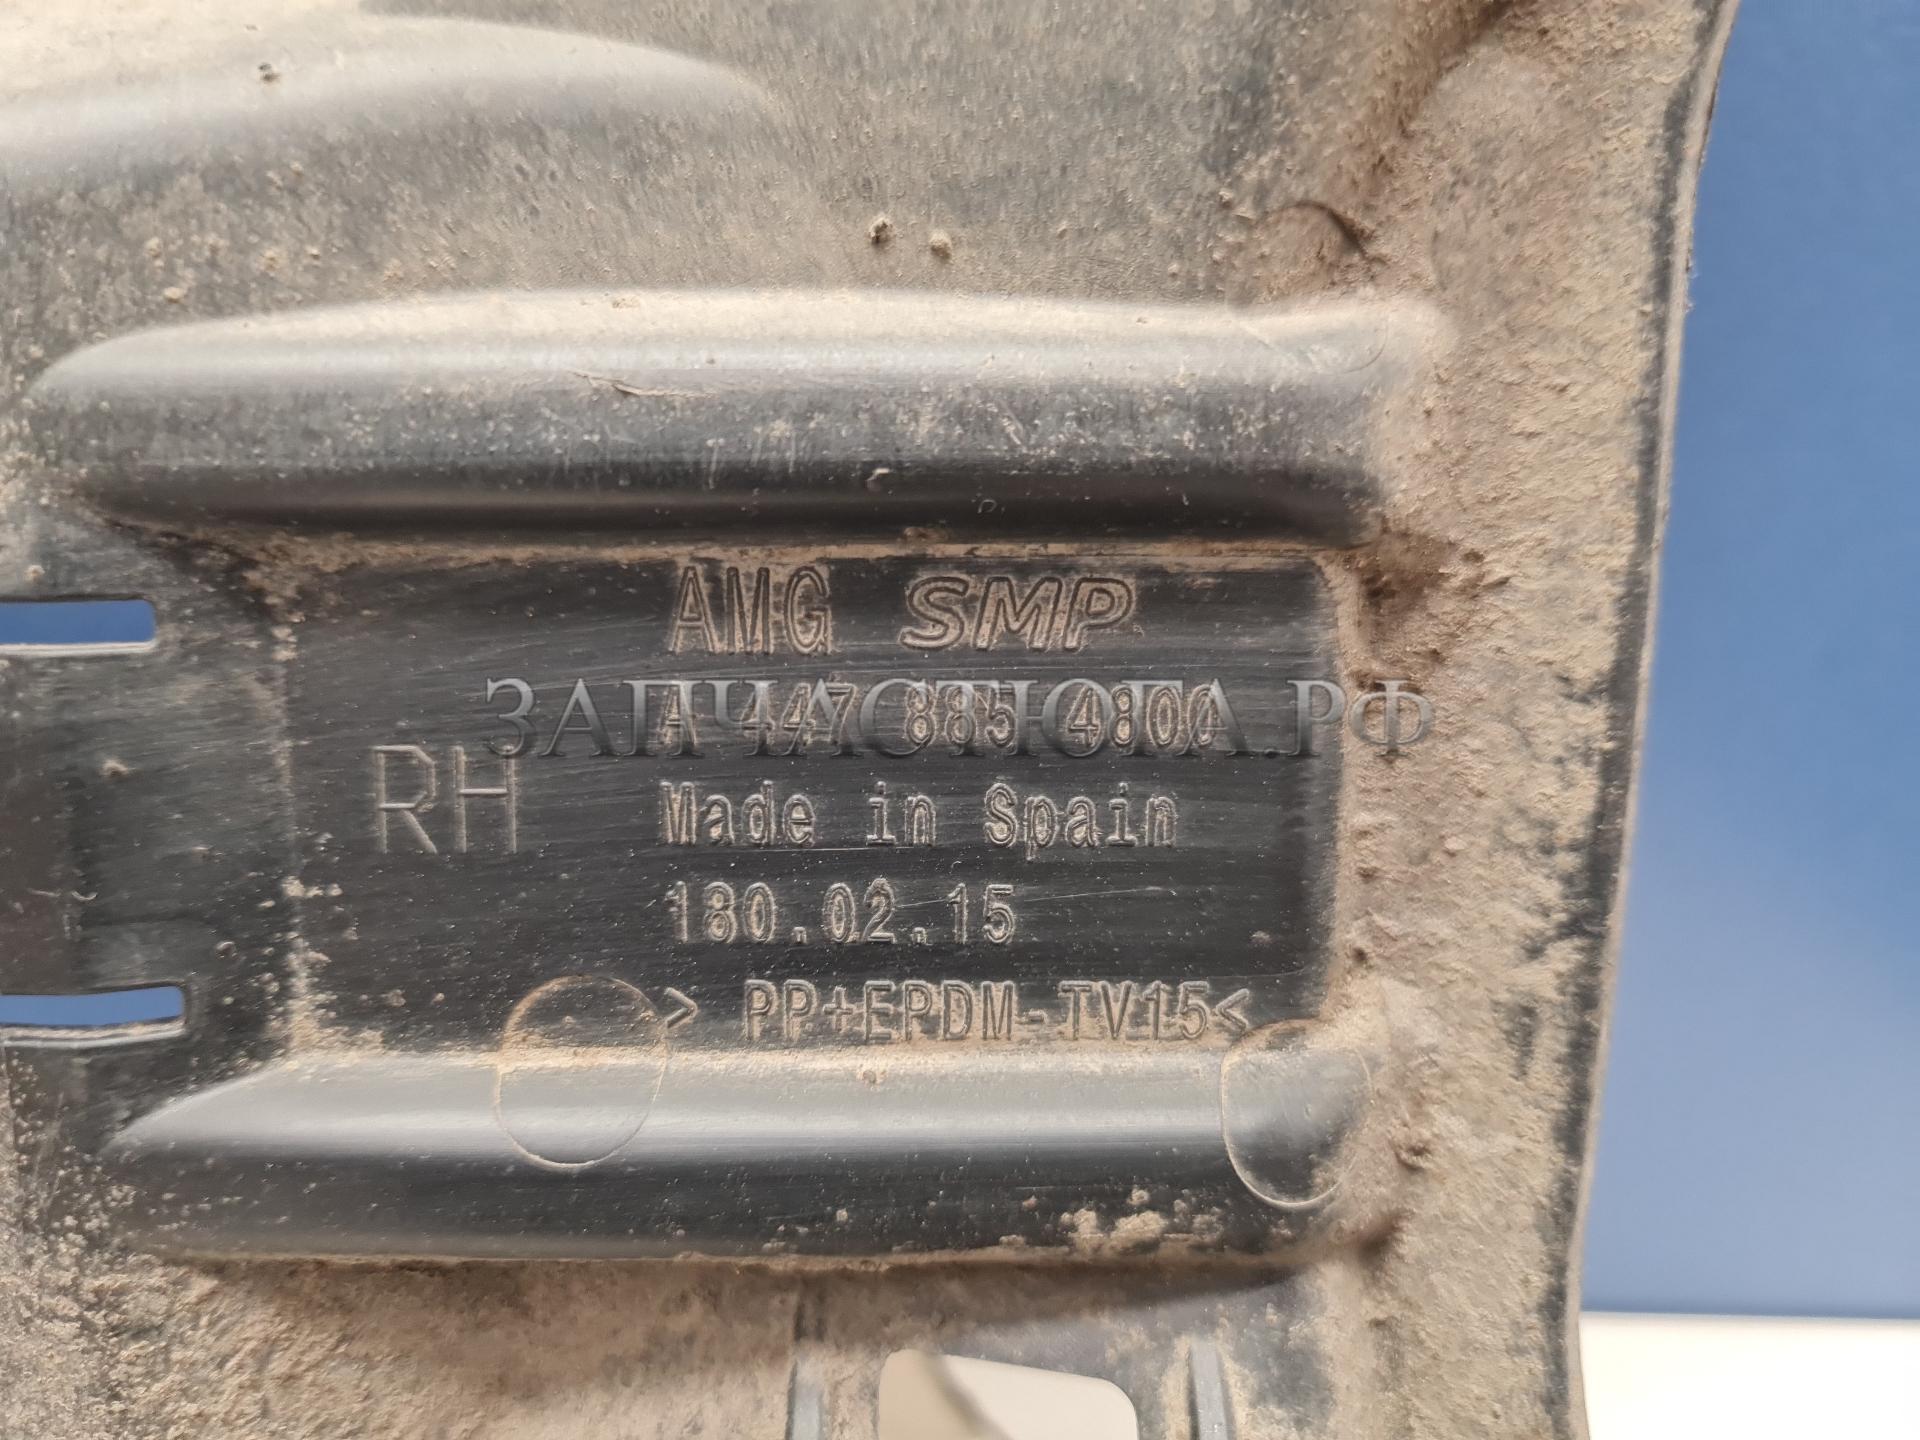 AMG SMP
A 447 885 4800
ЗАПЧАСТЮГА.РФ
RH
Made in Spain
180.02.15
> PP+EPDM-TV15<